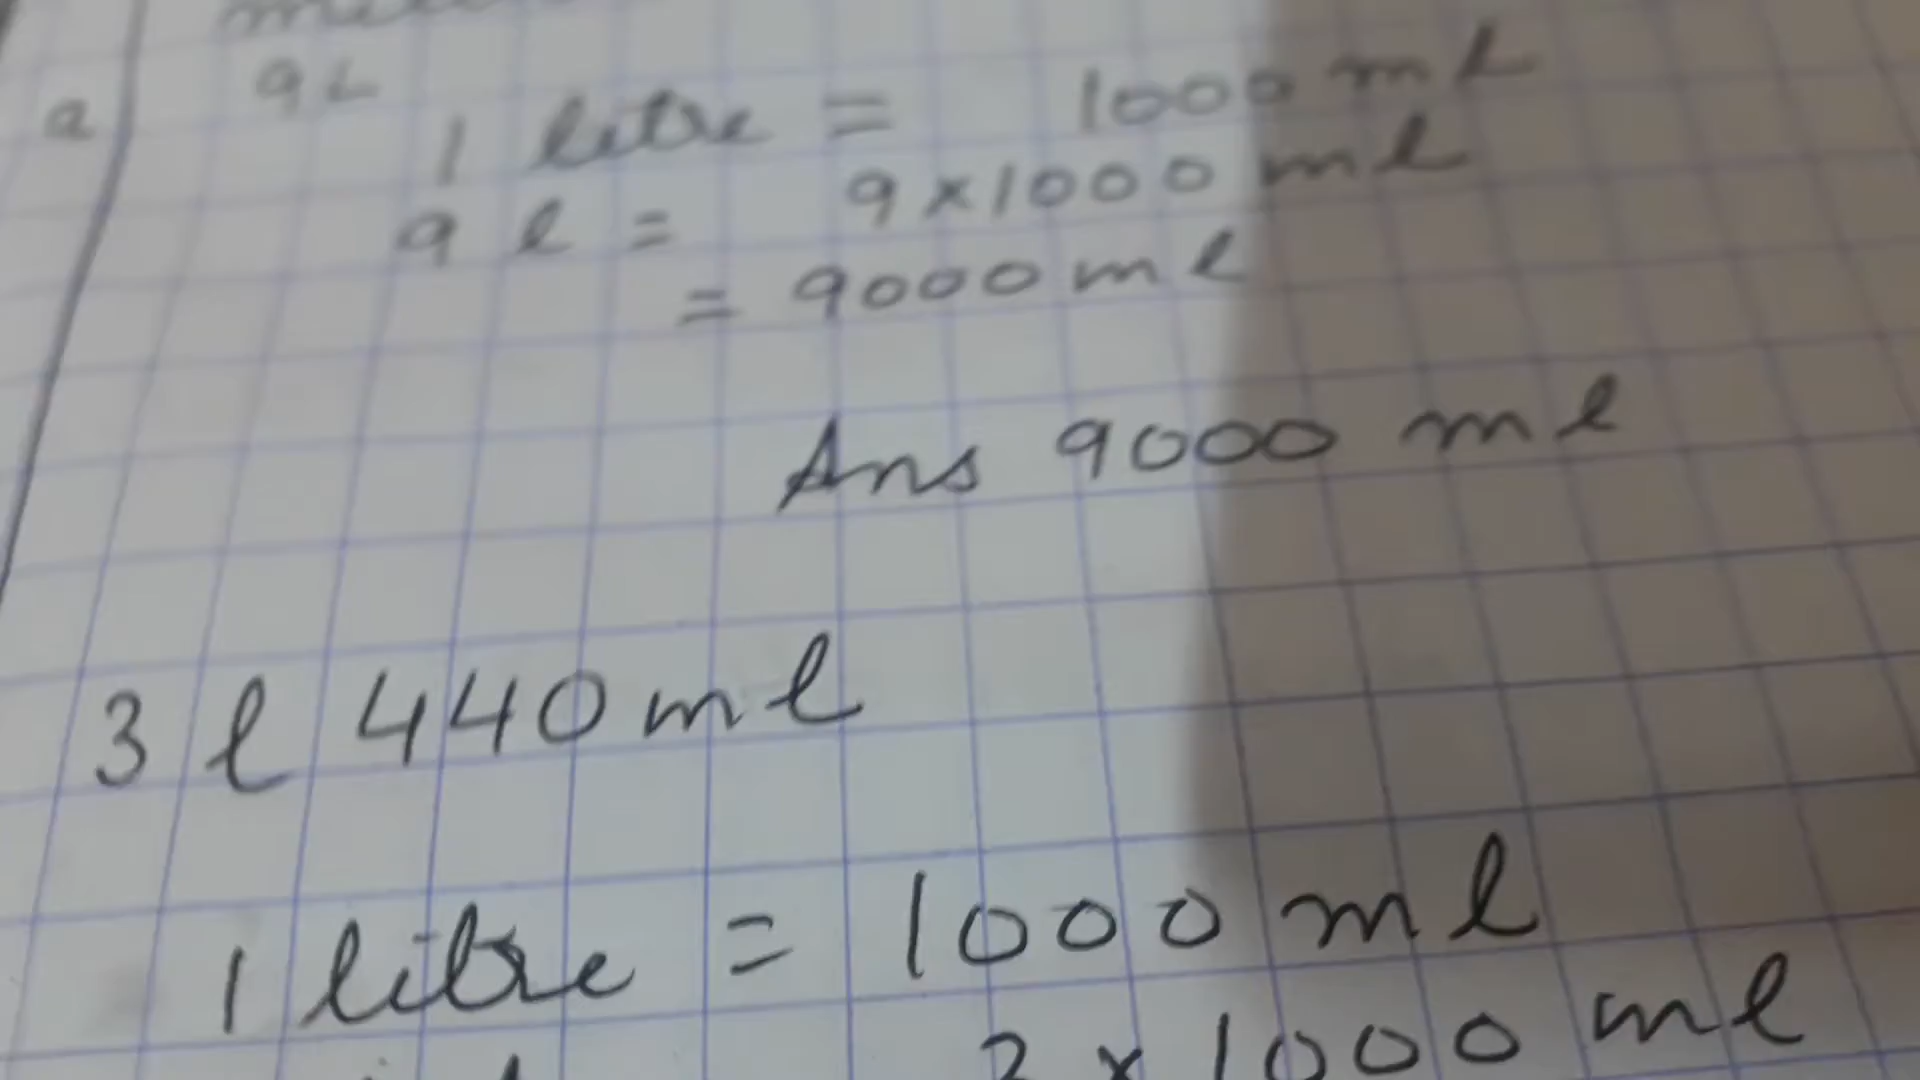 a 9L
1 litre = 1000 ml
9 l = 9x1000 ml
= 9000 ml
Ans 9000 ml
3 l 440 ml
1 litre = 1000 ml
x 1000 ml